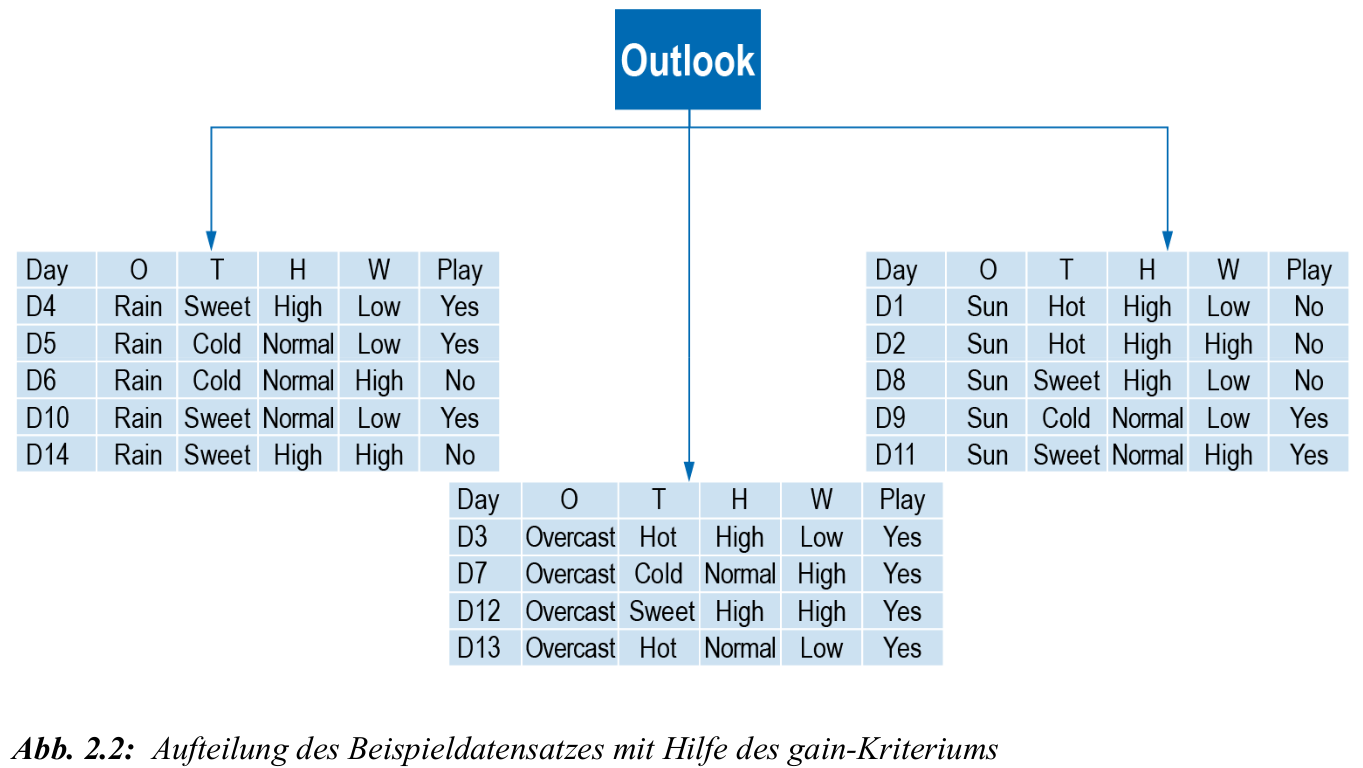 Outlook
Day O T H W Play
D4 Rain Sweet High Low Yes
D5 Rain Cold Normal Low Yes
D6 Rain Cold Normal High No
D10 Rain Sweet Normal Low Yes
D14 Rain Sweet High High No
Day O T H W Play
D1 Sun Hot High Low No
D2 Sun Hot High High No
D8 Sun Sweet High Low No
D9 Sun Cold Normal Low Yes
D11 Sun Sweet Normal High Yes
Day O T H W Play
D3 Overcast Hot High Low Yes
D7 Overcast Cold Normal High Yes
D12 Overcast Sweet High High Yes
D13 Overcast Hot Normal Low Yes
Abb. 2.2: Aufteilung des Beispieldatensatzes mit Hilfe des gain-Kriteriums